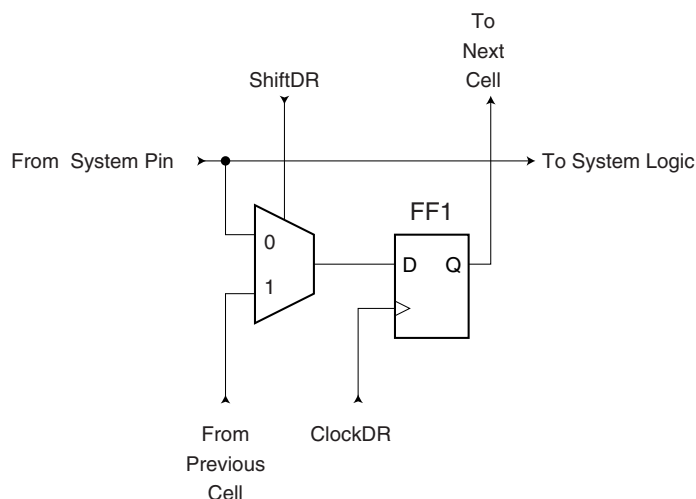 To
Next
Cell
ShiftDR
From System Pin
To System Logic
FF1
0
D Q
1
From
Previous
Cell
ClockDR